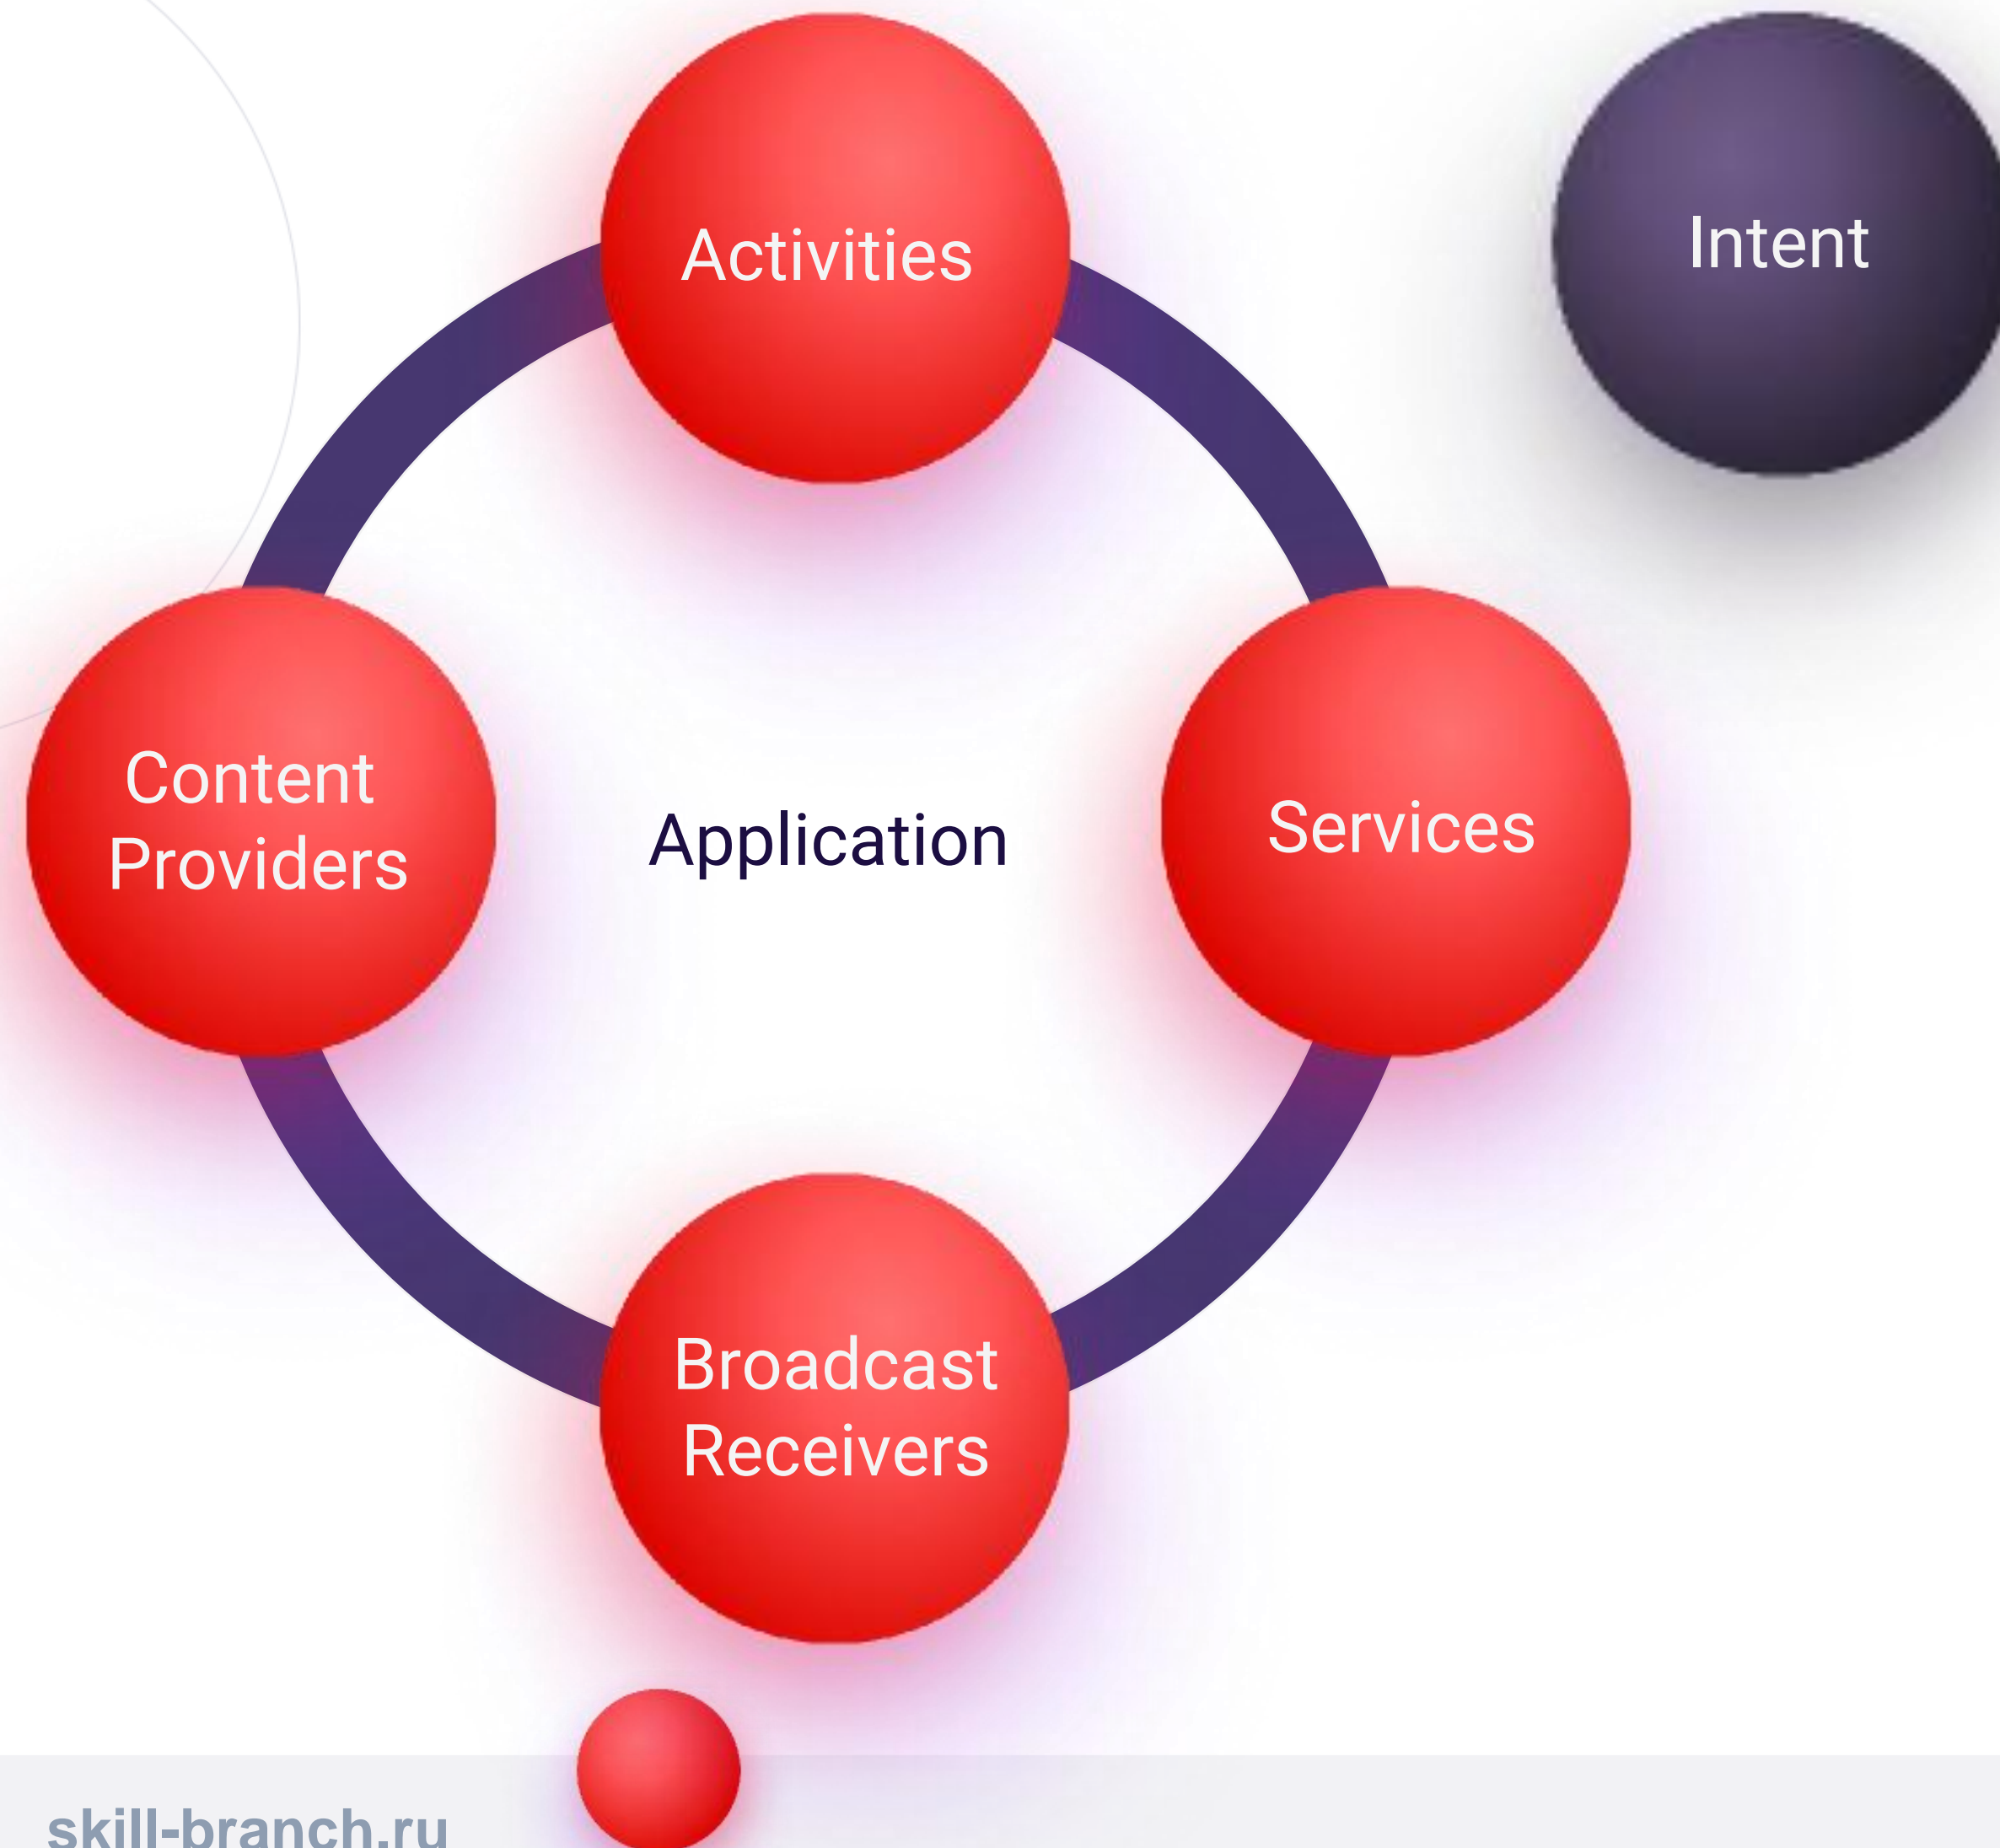 Activities
Intent
Content
Providers
Application
Services
Broadcast
Receivers
skill-branch.ru